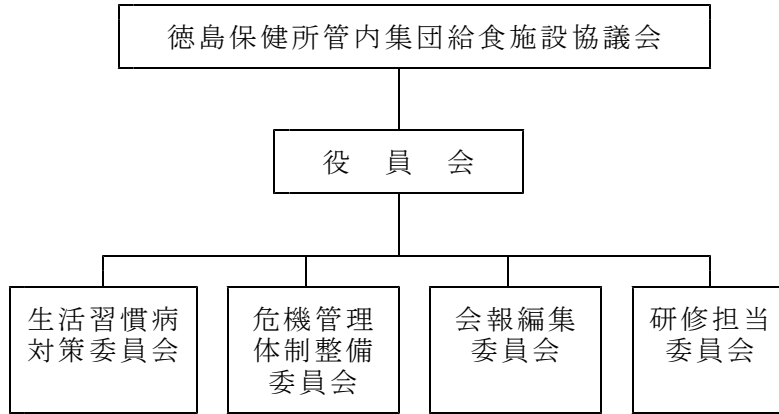 徳島保健所管内集団給食施設協議会
役　員　会
生活習慣病
対策委員会
危機管理
体制整備
委員会
会報編集
委員会
研修担当
委員会